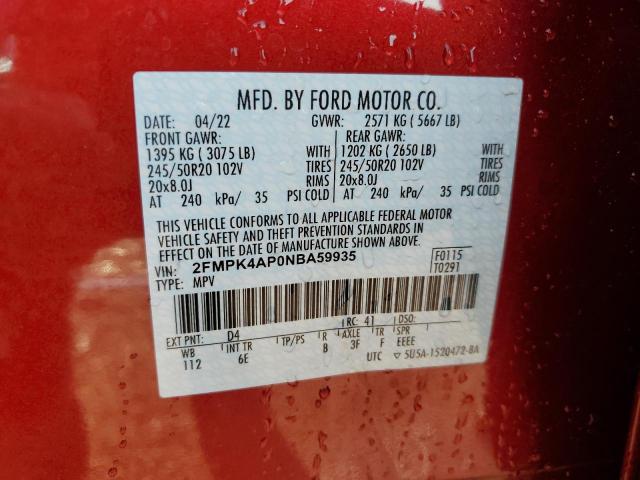 MFD. BY FORD MOTOR CO.
DATE: 04/22 GVWR: 2571 KG ( 5667 LB)
FRONT GAWR: REAR GAWR:
1395 KG ( 3075 LB) WITH 1202 KG ( 2650 LB) WITH
245/50R20 102V TIRES 245/50R20 102V TIRES
20x8.0J RIMS 20x8.0J RIMS
AT 240 kPa/ 35 PSI COLD AT 240 kPa/ 35 PSI COLD
THIS VEHICLE CONFORMS TO ALL APPLICABLE FEDERAL MOTOR
VEHICLE SAFETY AND THEFT PREVENTION STANDARDS IN
EFFECT ON THE DATE OF MANUFACTURE SHOWN ABOVE.
VIN: 2FMPK4AP0NBA59935 F0115
TYPE: MPV T0291
EXT PNT: D4 RC: 41 DSO:
WB INT TR TP/PS R AXLE TR SPR
112 6E B 3F F EEEE
UTC ▽ 5U5A-1520472-BA